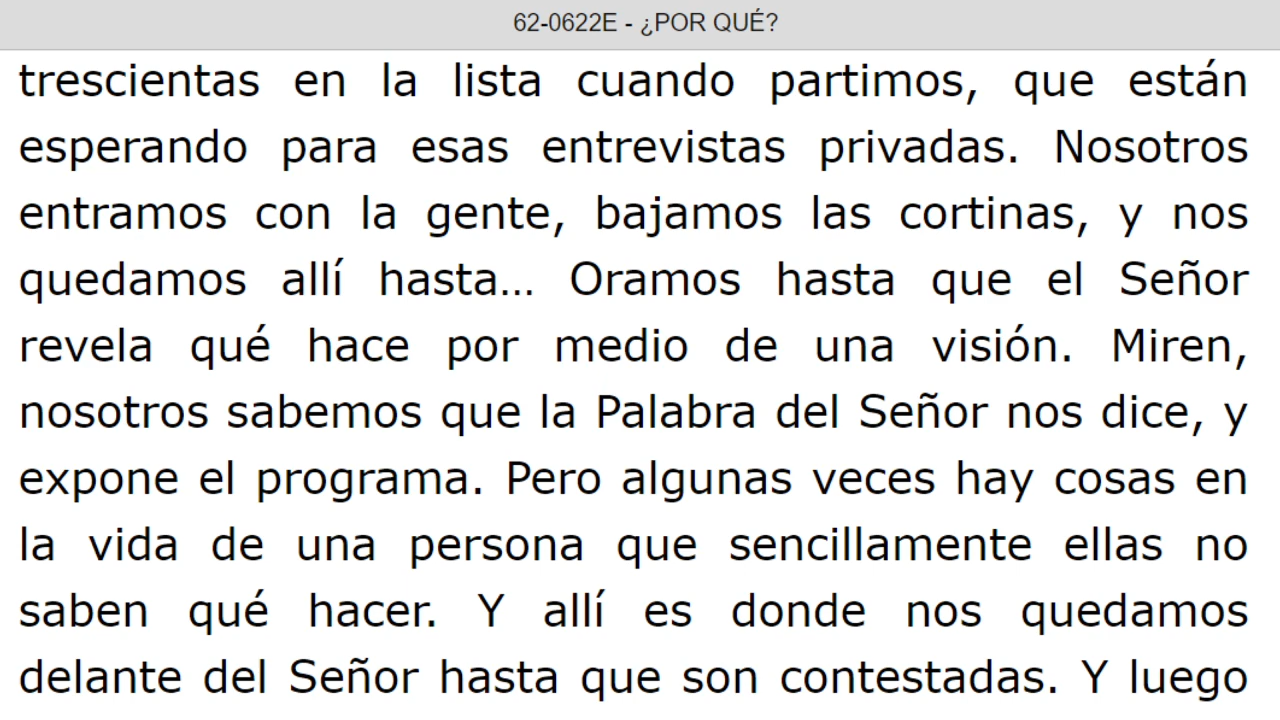 62-0622E - ¿POR QUÉ?
trescientas en la lista cuando partimos, que están
esperando para esas entrevistas privadas. Nosotros
entramos con la gente, bajamos las cortinas, y nos
quedamos allí hasta... Oramos hasta que el Señor
revela qué hace por medio de una visión. Miren,
nosotros sabemos que la Palabra del Señor nos dice, y
expone el programa. Pero algunas veces hay cosas en
la vida de una persona que sencillamente ellas no
saben qué hacer. Y allí es donde nos quedamos
delante del Señor hasta que son contestadas. Y luego